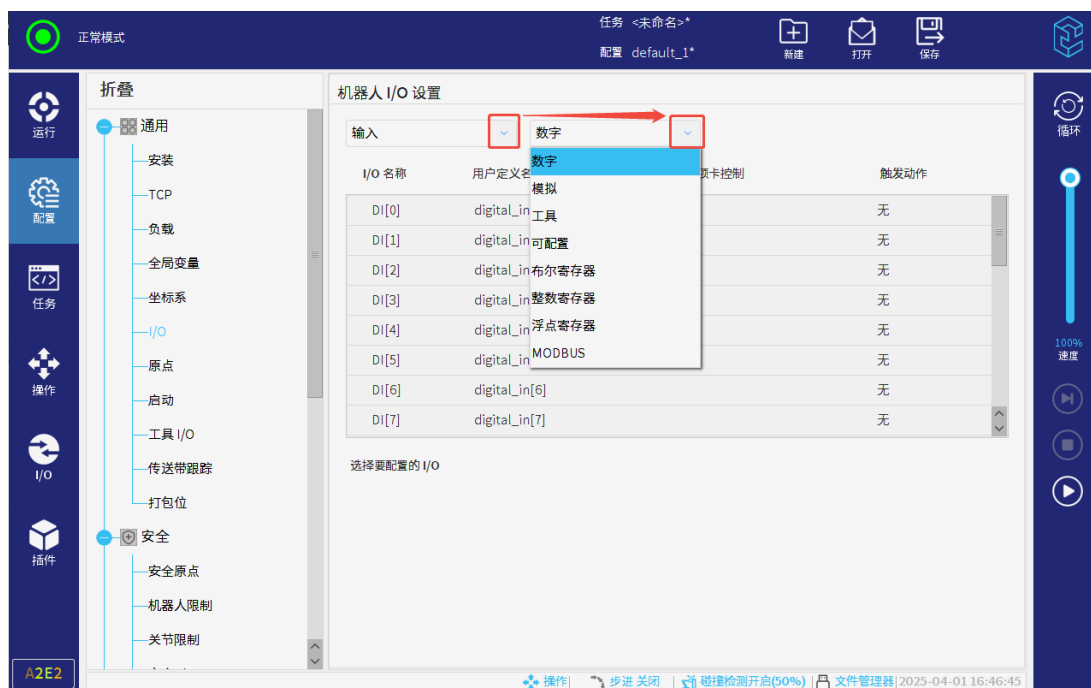 正常模式
任务 <未命名>*
配置 default_1*
新建
打开
保存
运行
配置
任务
操作
I/O
插件
A2E2
折叠
通用
安装
TCP
负载
全局变量
坐标系
I/O
原点
启动
工具 I/O
传送带跟踪
打包位
安全
安全原点
机器人限制
关节限制
机器人 I/O 设置
输入
数字
数字
模拟
工具
可配置
布尔寄存器
整数寄存器
浮点寄存器
MODBUS
I/O 名称 用户定义名 卡控制 触发动作
DI[0] digital_in 无
DI[1] digital_in 无
DI[2] digital_in 无
DI[3] digital_in 无
DI[4] digital_in 无
DI[5] digital_in 无
DI[6] digital_in[6] 无
DI[7] digital_in[7] 无
选择要配置的 I/O
循环
100%
速度
操作| 步进 关闭 | 碰撞检测开启(50%) | 文件管理器|2025-04-01 16:46:45